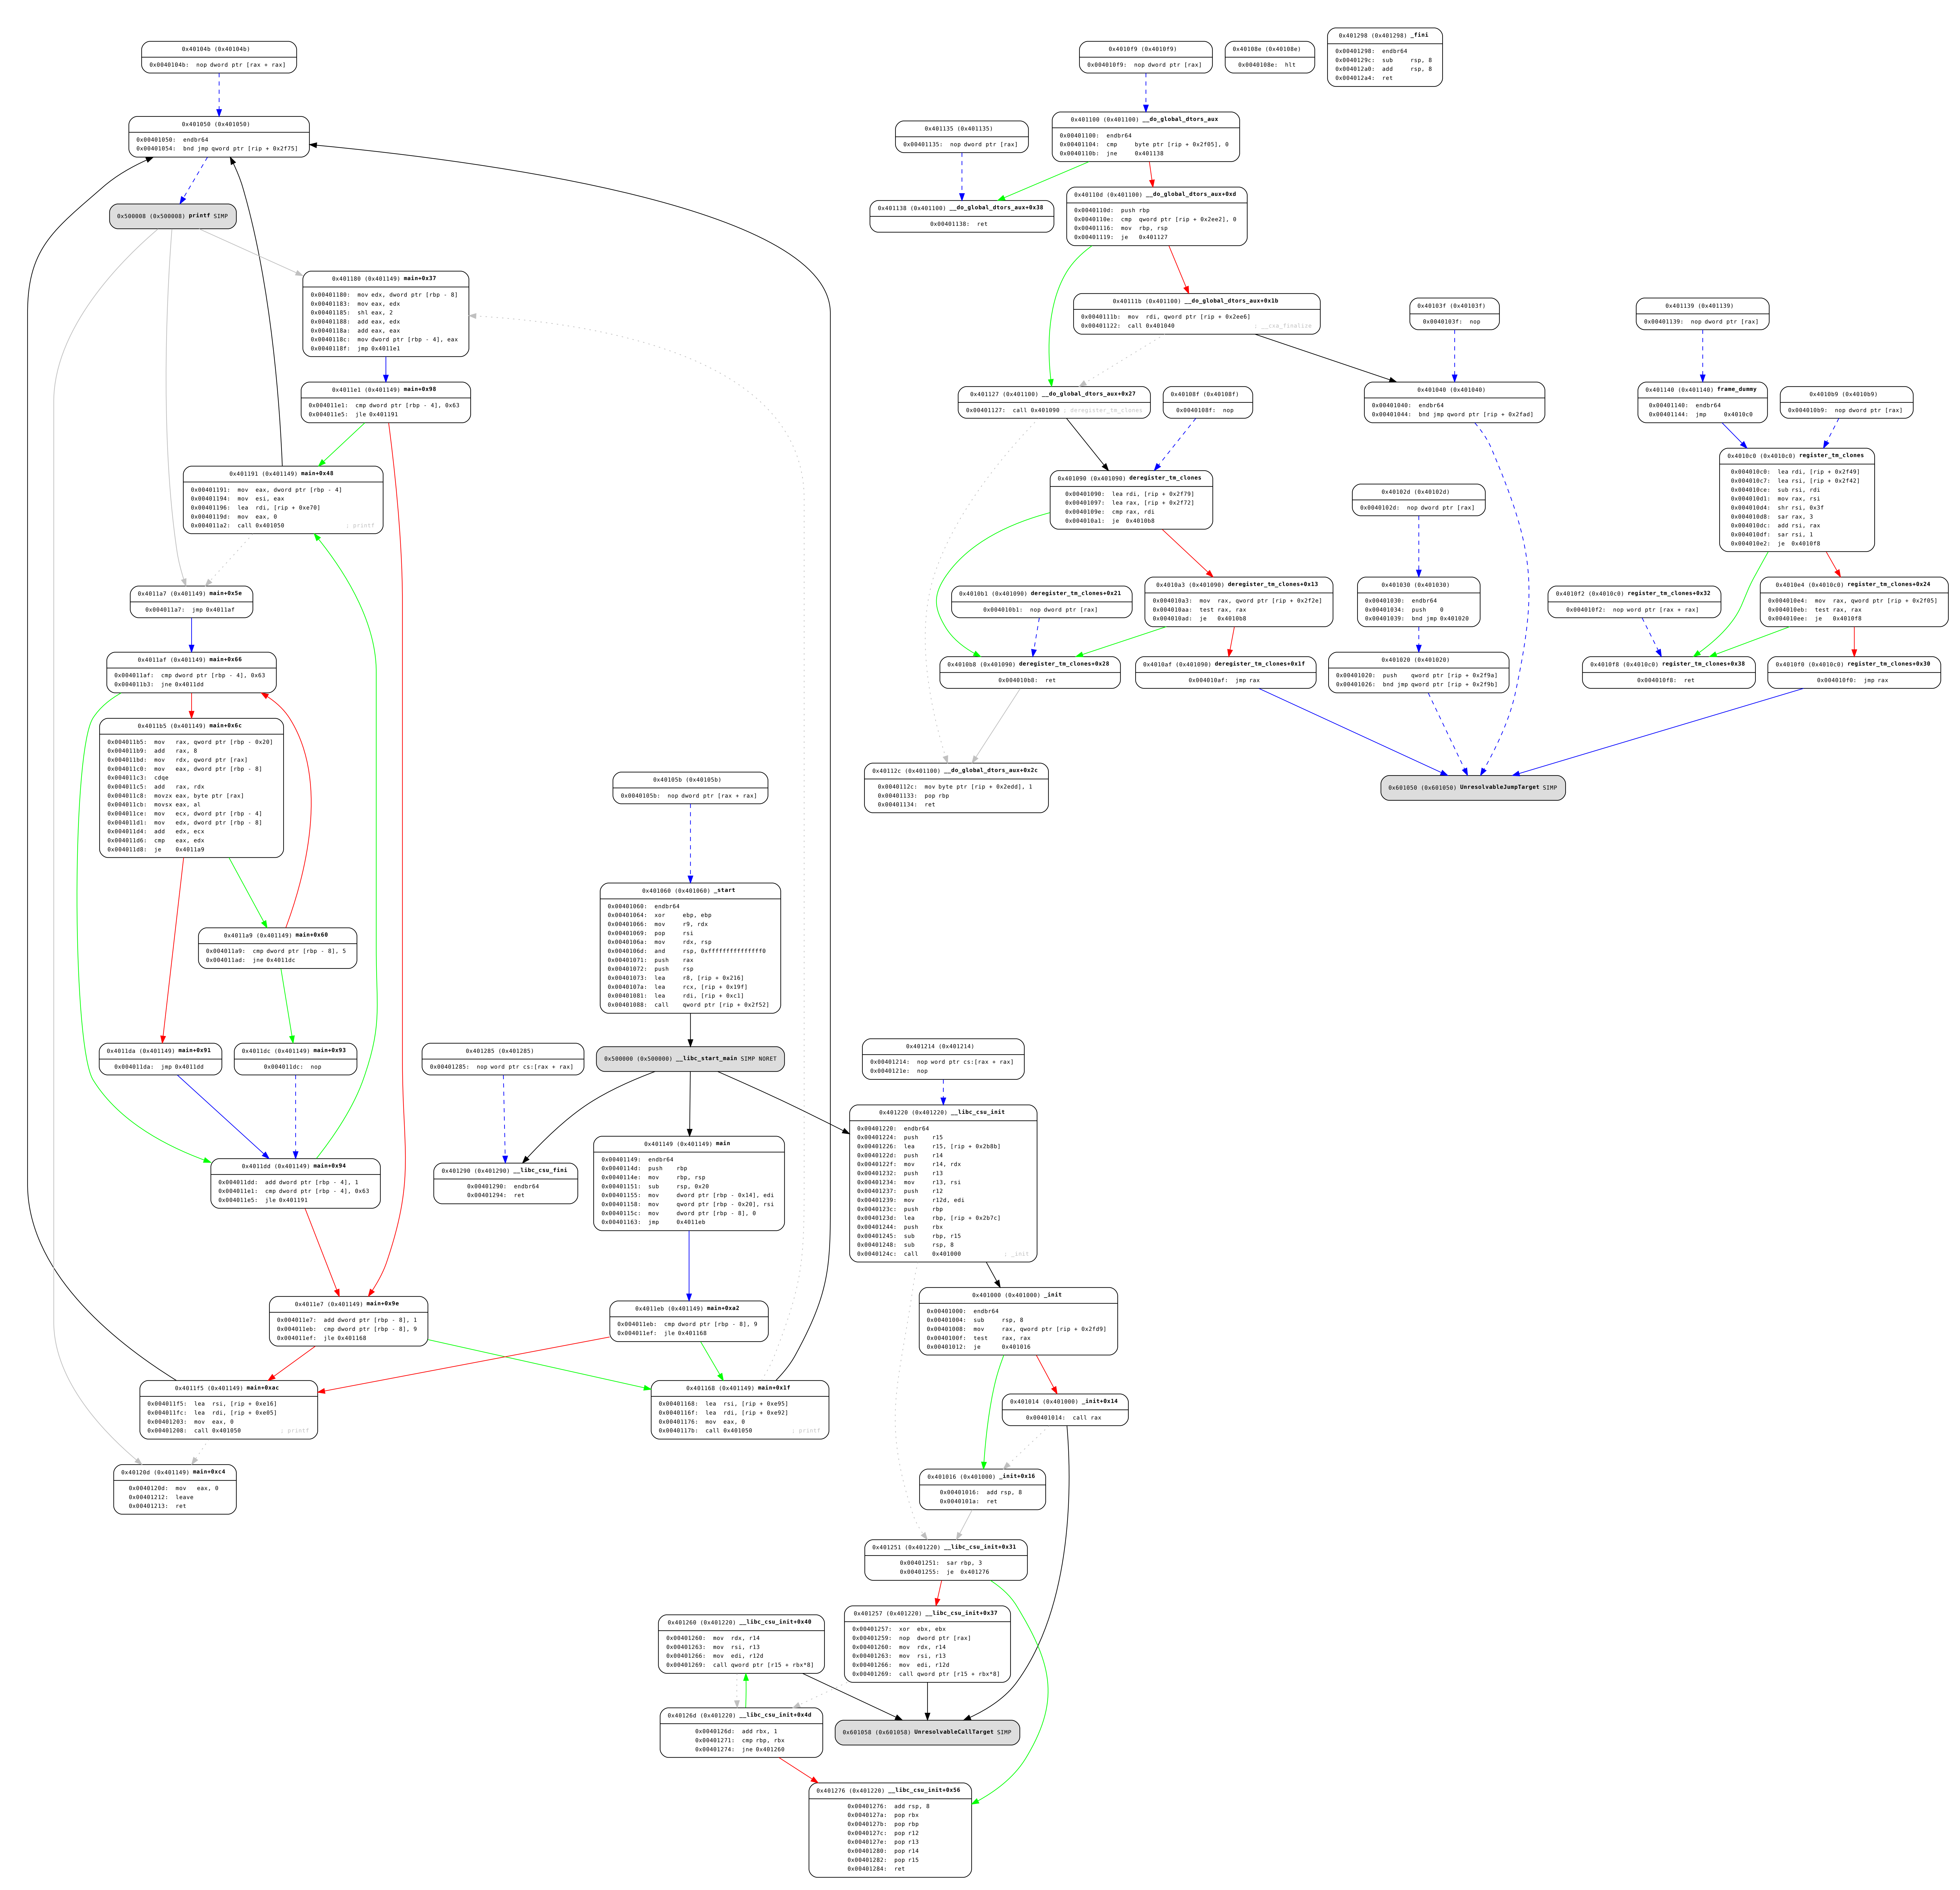 0x40104b (0x40104b)
0x0040104b: nop dword ptr [rax + rax]
0x401050 (0x401050)
0x00401050: endbr64
0x00401054: bnd jmp qword ptr [rip + 0x2f75]
0x500008 (0x500008) printf SIMP
0x401180 (0x401149) main+0x37
0x00401180: mov edx, dword ptr [rbp - 8]
0x00401183: mov eax, edx
0x00401185: shl eax, 2
0x00401188: add eax, edx
0x0040118a: add eax, eax
0x0040118c: mov dword ptr [rbp - 4], eax
0x0040118f: jmp 0x4011e1
0x4011e1 (0x401149) main+0x98
0x004011e1: cmp dword ptr [rbp - 4], 0x63
0x004011e5: jle 0x401191
0x401191 (0x401149) main+0x48
0x00401191: mov eax, dword ptr [rbp - 4]
0x00401194: mov esi, eax
0x00401196: lea rdi, [rip + 0xe70]
0x0040119d: mov eax, 0
0x004011a2: call 0x401050 ; printf
0x4011a7 (0x401149) main+0x5e
0x004011a7: jmp 0x4011af
0x4011af (0x401149) main+0x66
0x004011af: cmp dword ptr [rbp - 4], 0x63
0x004011b3: jne 0x4011dd
0x4011b5 (0x401149) main+0x6c
0x004011b5: mov rax, qword ptr [rbp - 0x20]
0x004011b9: add rax, 8
0x004011bd: mov rdx, qword ptr [rax]
0x004011c0: mov eax, dword ptr [rbp - 8]
0x004011c3: cdqe
0x004011c5: add rax, rdx
0x004011c8: movzx eax, byte ptr [rax]
0x004011cb: movsx eax, al
0x004011ce: mov ecx, dword ptr [rbp - 4]
0x004011d1: mov edx, dword ptr [rbp - 8]
0x004011d4: add edx, ecx
0x004011d6: cmp eax, edx
0x004011d8: je 0x4011a9
0x4011a9 (0x401149) main+0x60
0x004011a9: cmp dword ptr [rbp - 8], 5
0x004011ad: jne 0x4011dc
0x4011da (0x401149) main+0x91
0x004011da: jmp 0x4011dd
0x4011dc (0x401149) main+0x93
0x004011dc: nop
0x4011dd (0x401149) main+0x94
0x004011dd: add dword ptr [rbp - 4], 1
0x004011e1: cmp dword ptr [rbp - 4], 0x63
0x004011e5: jle 0x401191
0x4011e7 (0x401149) main+0x9e
0x004011e7: add dword ptr [rbp - 8], 1
0x004011eb: cmp dword ptr [rbp - 8], 9
0x004011ef: jle 0x401168
0x4011f5 (0x401149) main+0xac
0x004011f5: lea rsi, [rip + 0xe16]
0x004011fc: lea rdi, [rip + 0xe05]
0x00401203: mov eax, 0
0x00401208: call 0x401050 ; printf
0x40120d (0x401149) main+0xc4
0x0040120d: mov eax, 0
0x00401212: leave
0x00401213: ret
0x40105b (0x40105b)
0x0040105b: nop dword ptr [rax + rax]
0x401060 (0x401060) _start
0x00401060: endbr64
0x00401064: xor ebp, ebp
0x00401066: mov r9, rdx
0x00401069: pop rsi
0x0040106a: mov rdx, rsp
0x0040106d: and rsp, 0xfffffffffffffff0
0x00401071: push rax
0x00401072: push rsp
0x00401073: lea r8, [rip + 0x216]
0x0040107a: lea rcx, [rip + 0x19f]
0x00401081: lea rdi, [rip + 0xc1]
0x00401088: call qword ptr [rip + 0x2f52]
0x401285 (0x401285)
0x00401285: nop word ptr cs:[rax + rax]
0x500000 (0x500000) __libc_start_main SIMP NORET
0x401290 (0x401290) __libc_csu_fini
0x00401290: endbr64
0x00401294: ret
0x401149 (0x401149) main
0x00401149: endbr64
0x0040114d: push rbp
0x0040114e: mov rbp, rsp
0x00401151: sub rsp, 0x20
0x00401155: mov dword ptr [rbp - 0x14], edi
0x00401158: mov qword ptr [rbp - 0x20], rsi
0x0040115c: mov dword ptr [rbp - 8], 0
0x00401163: jmp 0x4011eb
0x4011eb (0x401149) main+0xa2
0x004011eb: cmp dword ptr [rbp - 8], 9
0x004011ef: jle 0x401168
0x401168 (0x401149) main+0x1f
0x00401168: lea rsi, [rip + 0xe95]
0x0040116f: lea rdi, [rip + 0xe92]
0x00401176: mov eax, 0
0x0040117b: call 0x401050 ; printf
0x401214 (0x401214)
0x00401214: nop word ptr cs:[rax + rax]
0x0040121e: nop
0x401220 (0x401220) __libc_csu_init
0x00401220: endbr64
0x00401224: push r15
0x00401226: lea r15, [rip + 0x2b8b]
0x0040122d: push r14
0x0040122f: mov r14, rdx
0x00401232: push r13
0x00401234: mov r13, rsi
0x00401237: push r12
0x00401239: mov r12d, edi
0x0040123c: push rbp
0x0040123d: lea rbp, [rip + 0x2b7c]
0x00401244: push rbx
0x00401245: sub rbp, r15
0x00401248: sub rsp, 8
0x0040124c: call 0x401000 ; _init
0x401000 (0x401000) _init
0x00401000: endbr64
0x00401004: sub rsp, 8
0x00401008: mov rax, qword ptr [rip + 0x2fd9]
0x0040100f: test rax, rax
0x00401012: je 0x401016
0x401014 (0x401000) _init+0x14
0x00401014: call rax
0x401016 (0x401000) _init+0x16
0x00401016: add rsp, 8
0x0040101a: ret
0x401251 (0x401220) __libc_csu_init+0x31
0x00401251: sar rbp, 3
0x00401255: je 0x401276
0x401260 (0x401220) __libc_csu_init+0x40
0x00401260: mov rdx, r14
0x00401263: mov rsi, r13
0x00401266: mov edi, r12d
0x00401269: call qword ptr [r15 + rbx*8]
0x401257 (0x401220) __libc_csu_init+0x37
0x00401257: xor ebx, ebx
0x00401259: nop dword ptr [rax]
0x00401260: mov rdx, r14
0x00401263: mov rsi, r13
0x00401266: mov edi, r12d
0x00401269: call qword ptr [r15 + rbx*8]
0x40126d (0x401220) __libc_csu_init+0x4d
0x0040126d: add rbx, 1
0x00401271: cmp rbp, rbx
0x00401274: jne 0x401260
0x601058 (0x601058) UnresolvableCallTarget SIMP
0x401276 (0x401220) __libc_csu_init+0x56
0x00401276: add rsp, 8
0x0040127a: pop rbx
0x0040127b: pop rbp
0x0040127c: pop r12
0x0040127e: pop r13
0x00401280: pop r14
0x00401282: pop r15
0x00401284: ret
0x4010f9 (0x4010f9)
0x004010f9: nop dword ptr [rax]
0x40108e (0x40108e)
0x0040108e: hlt
0x401298 (0x401298) _fini
0x00401298: endbr64
0x0040129c: sub rsp, 8
0x004012a0: add rsp, 8
0x004012a4: ret
0x401135 (0x401135)
0x00401135: nop dword ptr [rax]
0x401100 (0x401100) __do_global_dtors_aux
0x00401100: endbr64
0x00401104: cmp byte ptr [rip + 0x2f05], 0
0x0040110b: jne 0x401138
0x401138 (0x401100) __do_global_dtors_aux+0x38
0x00401138: ret
0x40110d (0x401100) __do_global_dtors_aux+0xd
0x0040110d: push rbp
0x0040110e: cmp qword ptr [rip + 0x2ee2], 0
0x00401116: mov rbp, rsp
0x00401119: je 0x401127
0x40111b (0x401100) __do_global_dtors_aux+0x1b
0x0040111b: mov rdi, qword ptr [rip + 0x2ee6]
0x00401122: call 0x401040 ; __cxa_finalize
0x40103f (0x40103f)
0x0040103f: nop
0x401139 (0x401139)
0x00401139: nop dword ptr [rax]
0x401127 (0x401100) __do_global_dtors_aux+0x27
0x00401127: call 0x401090 ; deregister_tm_clones
0x40108f (0x40108f)
0x0040108f: nop
0x401040 (0x401040)
0x00401040: endbr64
0x00401044: bnd jmp qword ptr [rip + 0x2fad]
0x401140 (0x401140) frame_dummy
0x00401140: endbr64
0x00401144: jmp 0x4010c0
0x4010b9 (0x4010b9)
0x004010b9: nop dword ptr [rax]
0x401090 (0x401090) deregister_tm_clones
0x00401090: lea rdi, [rip + 0x2f79]
0x00401097: lea rax, [rip + 0x2f72]
0x0040109e: cmp rax, rdi
0x004010a1: je 0x4010b8
0x40102d (0x40102d)
0x0040102d: nop dword ptr [rax]
0x4010c0 (0x4010c0) register_tm_clones
0x004010c0: lea rdi, [rip + 0x2f49]
0x004010c7: lea rsi, [rip + 0x2f42]
0x004010ce: sub rsi, rdi
0x004010d1: mov rax, rsi
0x004010d4: shr rsi, 0x3f
0x004010d8: sar rax, 3
0x004010dc: add rsi, rax
0x004010df: sar rsi, 1
0x004010e2: je 0x4010f8
0x4010b1 (0x401090) deregister_tm_clones+0x21
0x004010b1: nop dword ptr [rax]
0x4010a3 (0x401090) deregister_tm_clones+0x13
0x004010a3: mov rax, qword ptr [rip + 0x2f2e]
0x004010aa: test rax, rax
0x004010ad: je 0x4010b8
0x401030 (0x401030)
0x00401030: endbr64
0x00401034: push 0
0x00401039: bnd jmp 0x401020
0x4010f2 (0x4010c0) register_tm_clones+0x32
0x004010f2: nop word ptr [rax + rax]
0x4010e4 (0x4010c0) register_tm_clones+0x24
0x004010e4: mov rax, qword ptr [rip + 0x2f05]
0x004010eb: test rax, rax
0x004010ee: je 0x4010f8
0x4010b8 (0x401090) deregister_tm_clones+0x28
0x004010b8: ret
0x4010af (0x401090) deregister_tm_clones+0x1f
0x004010af: jmp rax
0x401020 (0x401020)
0x00401020: push qword ptr [rip + 0x2f9a]
0x00401026: bnd jmp qword ptr [rip + 0x2f9b]
0x4010f8 (0x4010c0) register_tm_clones+0x38
0x004010f8: ret
0x4010f0 (0x4010c0) register_tm_clones+0x30
0x004010f0: jmp rax
0x40112c (0x401100) __do_global_dtors_aux+0x2c
0x0040112c: mov byte ptr [rip + 0x2edd], 1
0x00401133: pop rbp
0x00401134: ret
0x601050 (0x601050) UnresolvableJumpTarget SIMP